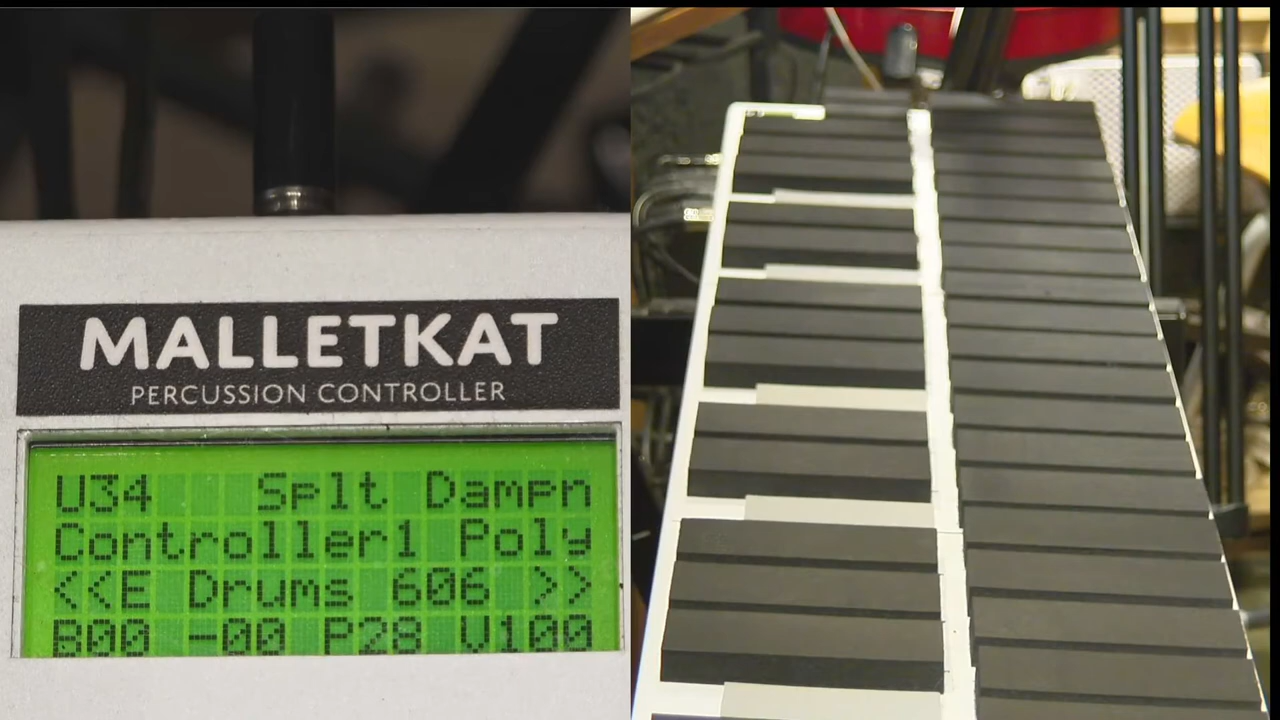 MALLETKAT
PERCUSSION CONTROLLER
U34 Splt Dampn
Controller1 Poly
<<E Drums 606 >>
B00 -00 P28 V100